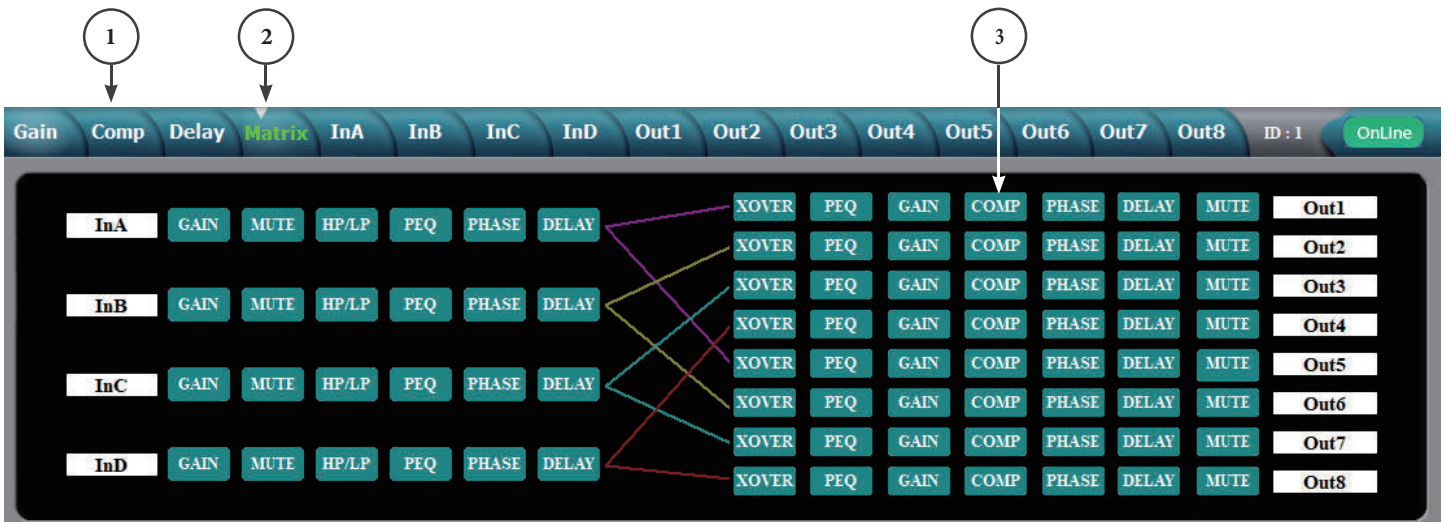 1 2 3
Gain Comp Delay Matrix InA InB InC InD Out1 Out2 Out3 Out4 Out5 Out6 Out7 Out8 ID : 1 OnLine
XOVER PEQ GAIN COMP PHASE DELAY MUTE Out1
InA GAIN MUTE HP/LP PEQ PHASE DELAY
XOVER PEQ GAIN COMP PHASE DELAY MUTE Out2
XOVER PEQ GAIN COMP PHASE DELAY MUTE Out3
InB GAIN MUTE HP/LP PEQ PHASE DELAY
XOVER PEQ GAIN COMP PHASE DELAY MUTE Out4
XOVER PEQ GAIN COMP PHASE DELAY MUTE Out5
InC GAIN MUTE HP/LP PEQ PHASE DELAY
XOVER PEQ GAIN COMP PHASE DELAY MUTE Out6
XOVER PEQ GAIN COMP PHASE DELAY MUTE Out7
InD GAIN MUTE HP/LP PEQ PHASE DELAY
XOVER PEQ GAIN COMP PHASE DELAY MUTE Out8